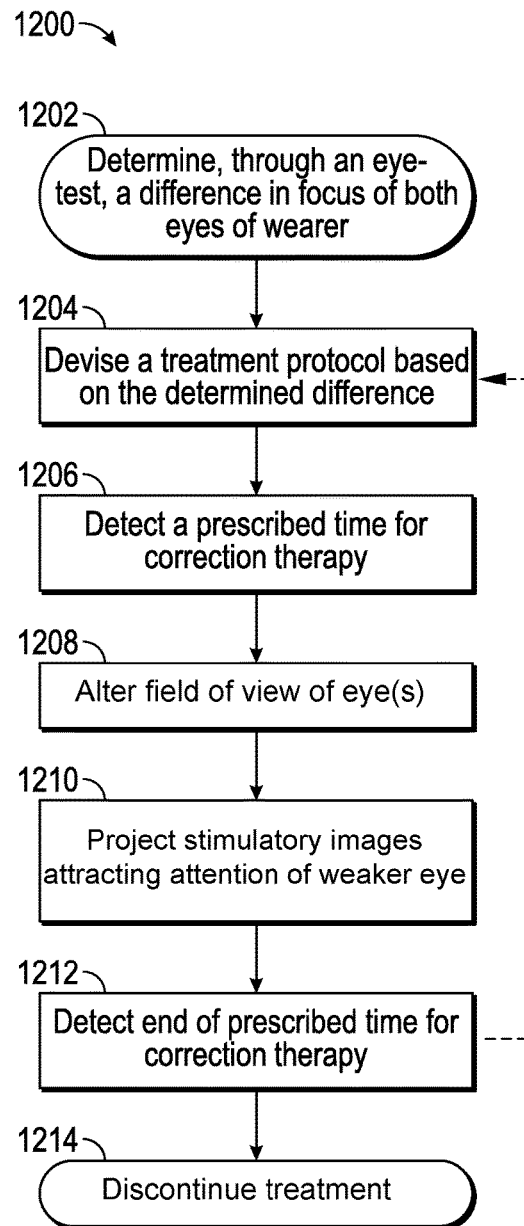 1200
1202
Determine, through an eye-
test, a difference in focus of both
eyes of wearer
1204
Devise a treatment protocol based
on the determined difference
1206
Detect a prescribed time for
correction therapy
1208
Alter field of view of eye(s)
1210
Project stimulatory images
attracting attention of weaker eye
1212
Detect end of prescribed time for
correction therapy
1214
Discontinue treatment